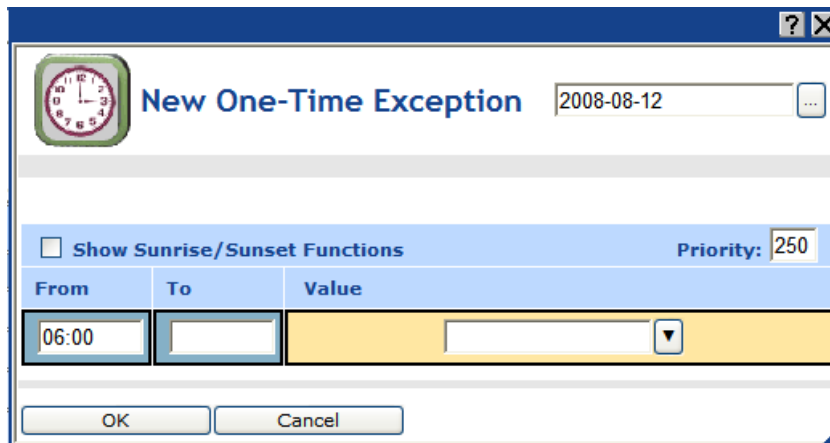 ?
New One-Time Exception 2008-08-12 ...
Show Sunrise/Sunset Functions Priority: 250
From To Value
06:00
OK Cancel